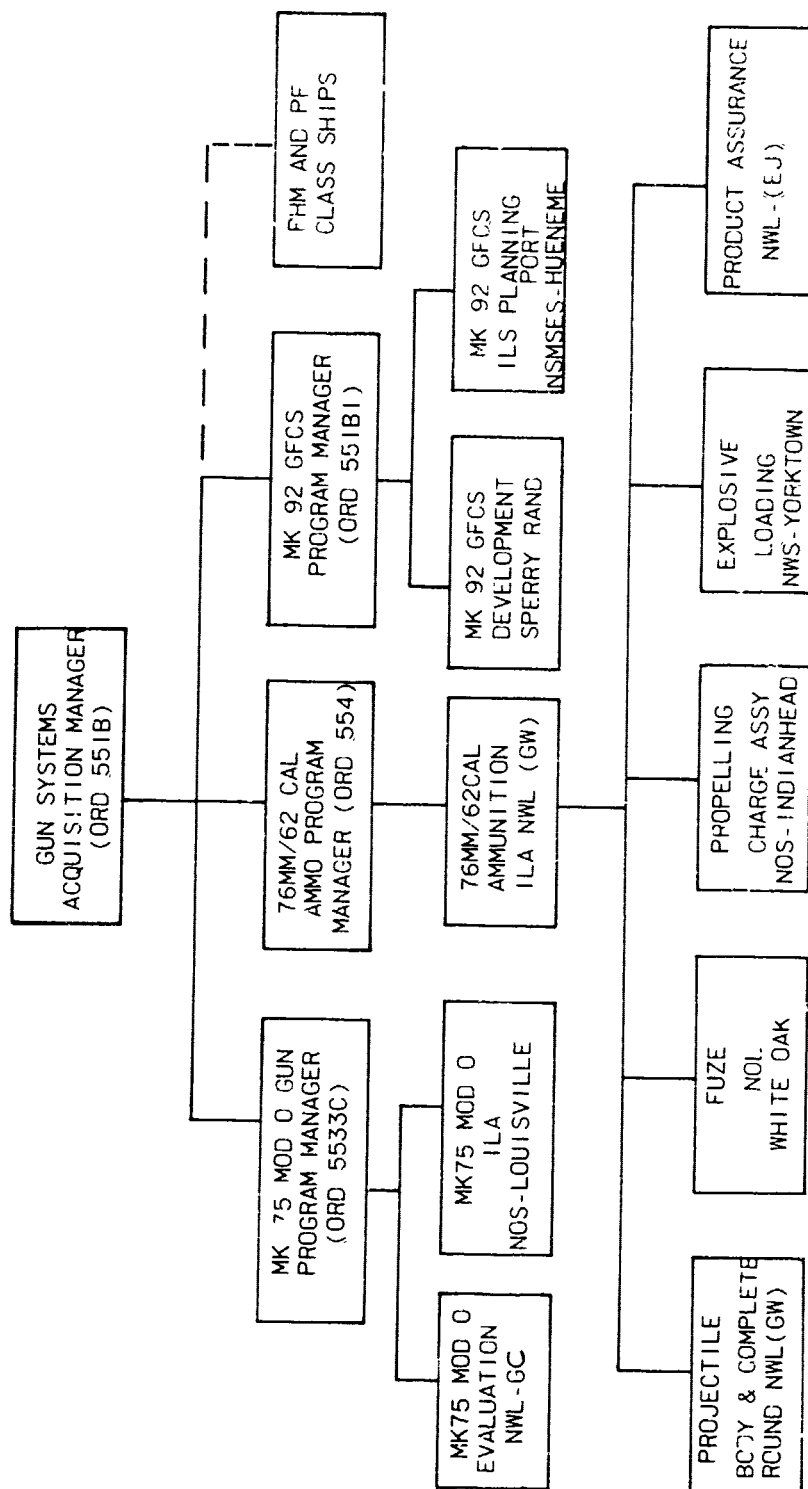 GUN SYSTEMS
ACQUISITION MANAGER
(ORD 551B)
MK 75 MOD 0 GUN
PROGRAM MANAGER
(ORD 5533C)
76MM/62 CAL
AMMO PROGRAM
MANAGER (ORD 554)
MK 92 GFCS
PROGRAM MANAGER
(ORD 551B1)
PHM AND PF
CLASS SHIPS
MK75 MOD 0
EVALUATION
NWL-GC
MK75 MOD 0
ILA
NOS-LOUISVILLE
76MM/62CAL
AMMUNITION
ILA NWL (GW)
MK 92 GFCS
DEVELOPMENT
SPERRY RAND
MK 92 GFCS
ILS PLANNING
PORT
NSMSES-HUENEME
PROJECTILE
BODY & COMPLETE
ROUND NWL(GW)
FUZE
NOL
WHITE OAK
PROPELLING
CHARGE ASSY
NOS-INDIANHEAD
EXPLOSIVE
LOADING
NWS-YORKTOWN
PRODUCT ASSURANCE
NWL-(EJ)